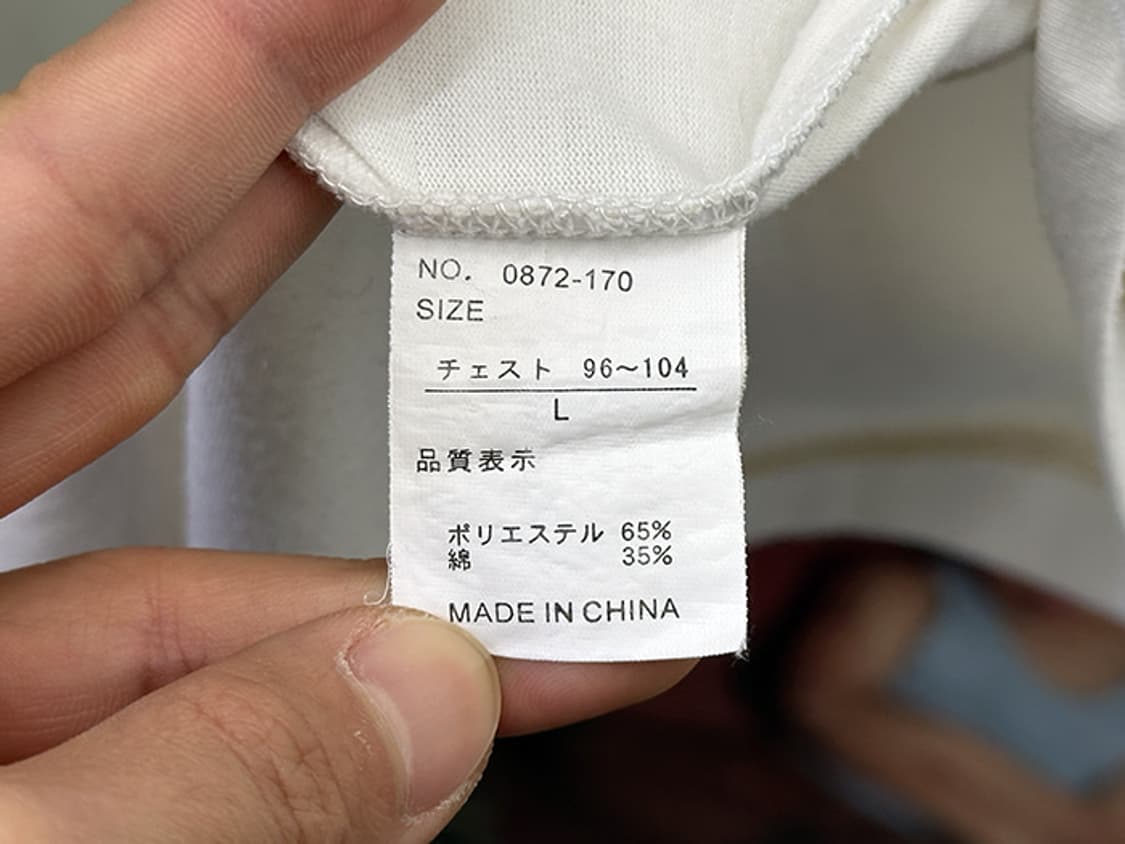 NO. 0872-170
SIZE
チェスト 96~104
L
品質表示
ポリエステル 65%
綿 35%
MADE IN CHINA